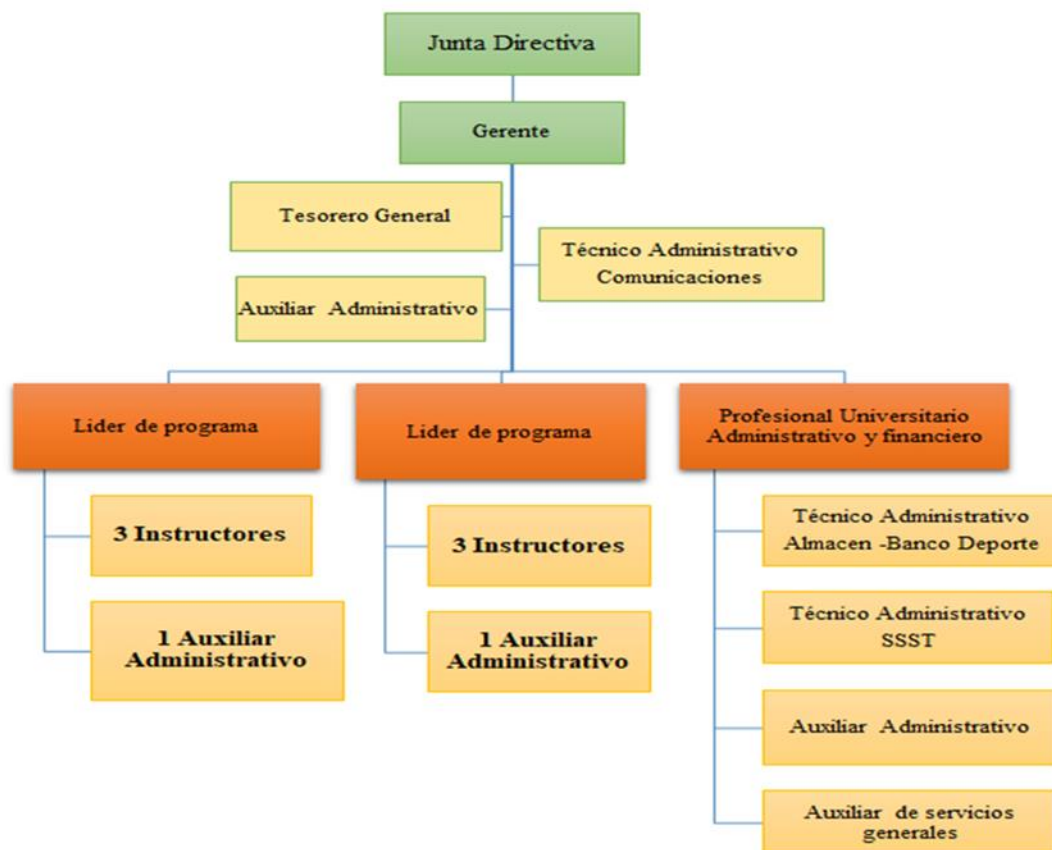 Junta Directiva
Gerente
Tesorero General
Técnico Administrativo
Comunicaciones
Auxiliar Administrativo
Lider de programa
3 Instructores
1 Auxiliar
Administrativo
Lider de programa
3 Instructores
1 Auxiliar
Administrativo
Profesional Universitario
Administrativo y financiero
Técnico Administrativo
Almacen -Banco Deporte
Técnico Administrativo
SSST
Auxiliar Administrativo
Auxiliar de servicios
generales